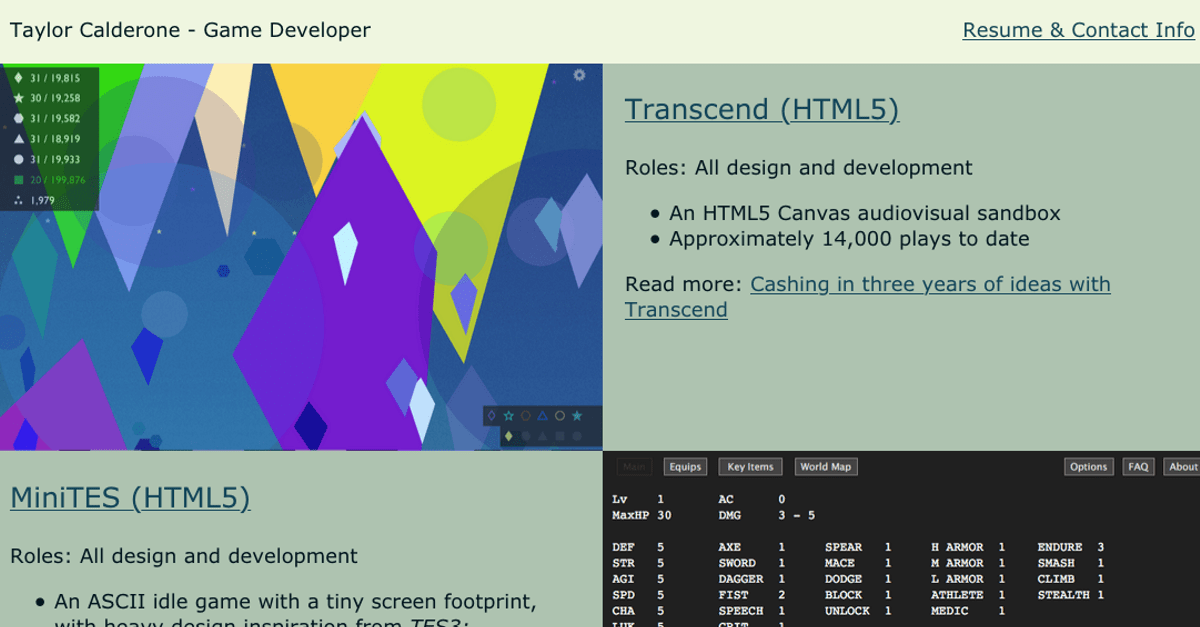 Taylor Calderone - Game Developer
Resume & Contact Info
31 / 19,815
30 / 19,258
31 / 19,582
31 / 18,919
31 / 19,933
20 / 199,876
1,979
Transcend (HTML5)
Roles: All design and development
• An HTML5 Canvas audiovisual sandbox
• Approximately 14,000 plays to date
Read more: Cashing in three years of ideas with
Transcend
MiniTES (HTML5)
Roles: All design and development
• An ASCII idle game with a tiny screen footprint,
with heavy design inspiration from TES3:
Main Equips Key Items World Map Options FAQ About
Lv 1 AC 0
MaxHP 30 DMG 3 - 5
DEF 5 AXE 1 SPEAR 1 H ARMOR 1 ENDURE 3
STR 5 SWORD 1 MACE 1 M ARMOR 1 SMASH 1
AGI 5 DAGGER 1 DODGE 1 L ARMOR 1 CLIMB 1
SPD 5 FIST 2 BLOCK 1 ATHLETE 1 STEALTH 1
CHA 5 SPEECH 1 UNLOCK 1 MEDIC 1
LUK 5 CRIT 1